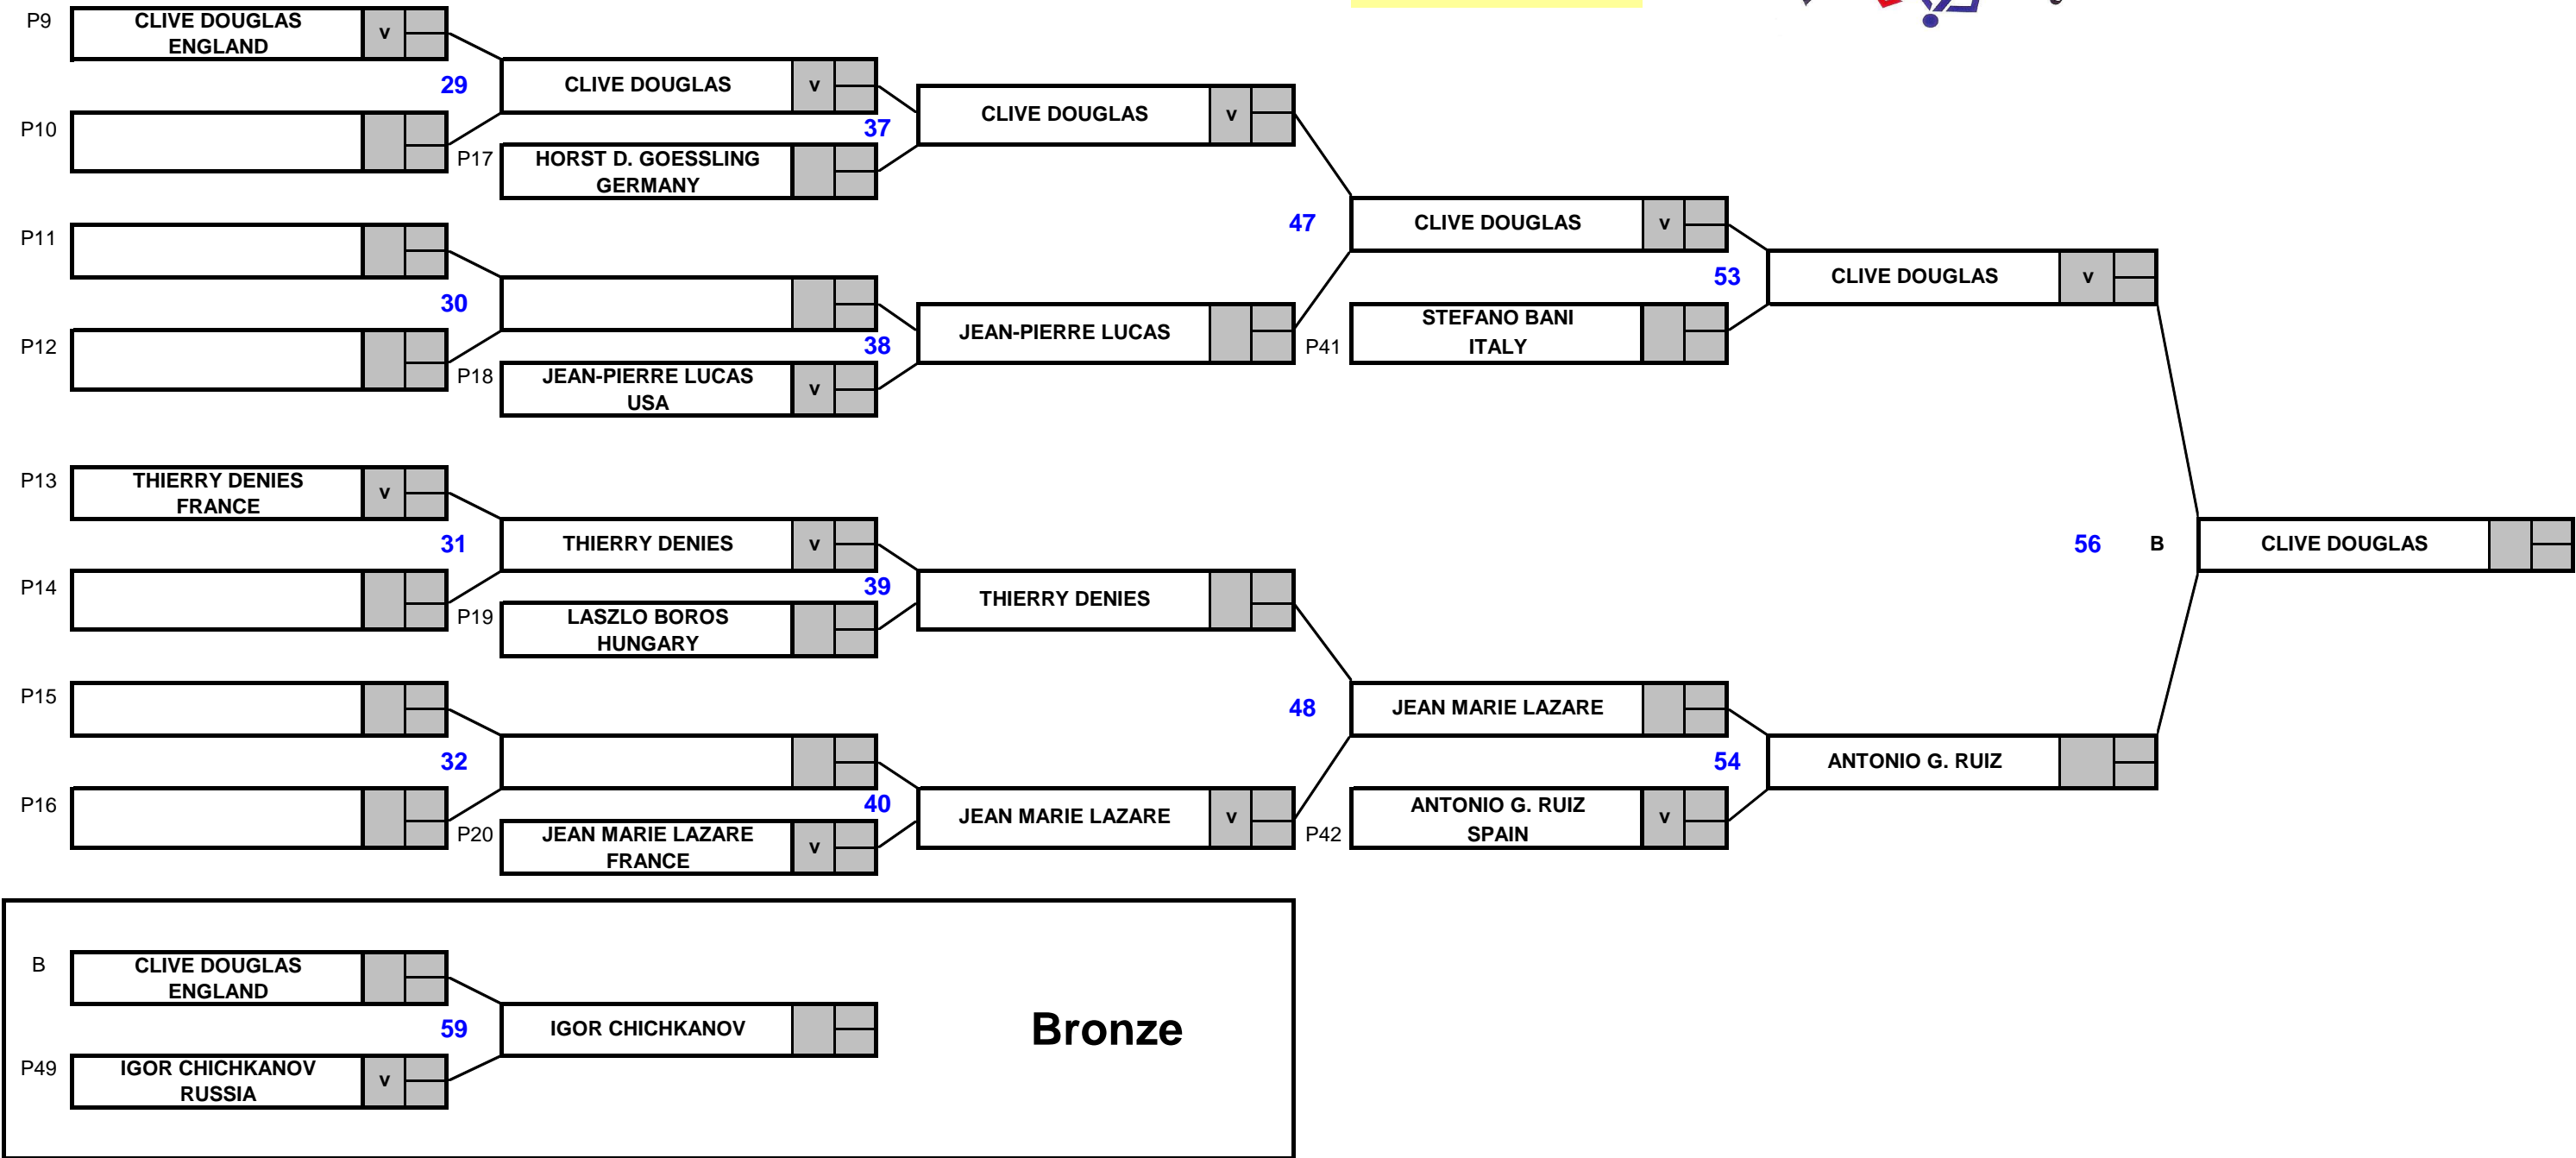 P9
CLIVE DOUGLAS
ENGLAND
v
29
CLIVE DOUGLAS
v
P10
37
CLIVE DOUGLAS
v
P17
HORST D. GOESSLING
GERMANY
47
CLIVE DOUGLAS
v
P11
53
CLIVE DOUGLAS
v
30
STEFANO BANI
ITALY
JEAN-PIERRE LUCAS
P12
38
P41
P18
JEAN-PIERRE LUCAS
USA
v
P13
THIERRY DENIES
FRANCE
v
31
THIERRY DENIES
v
56
B
CLIVE DOUGLAS
P14
39
THIERRY DENIES
P19
LASZLO BOROS
HUNGARY
P15
48
JEAN MARIE LAZARE
32
54
ANTONIO G. RUIZ
P16
40
JEAN MARIE LAZARE
v
P42
ANTONIO G. RUIZ
SPAIN
v
P20
JEAN MARIE LAZARE
FRANCE
v
B
CLIVE DOUGLAS
ENGLAND
59
IGOR CHICHKANOV
Bronze
P49
IGOR CHICHKANOV
RUSSIA
v